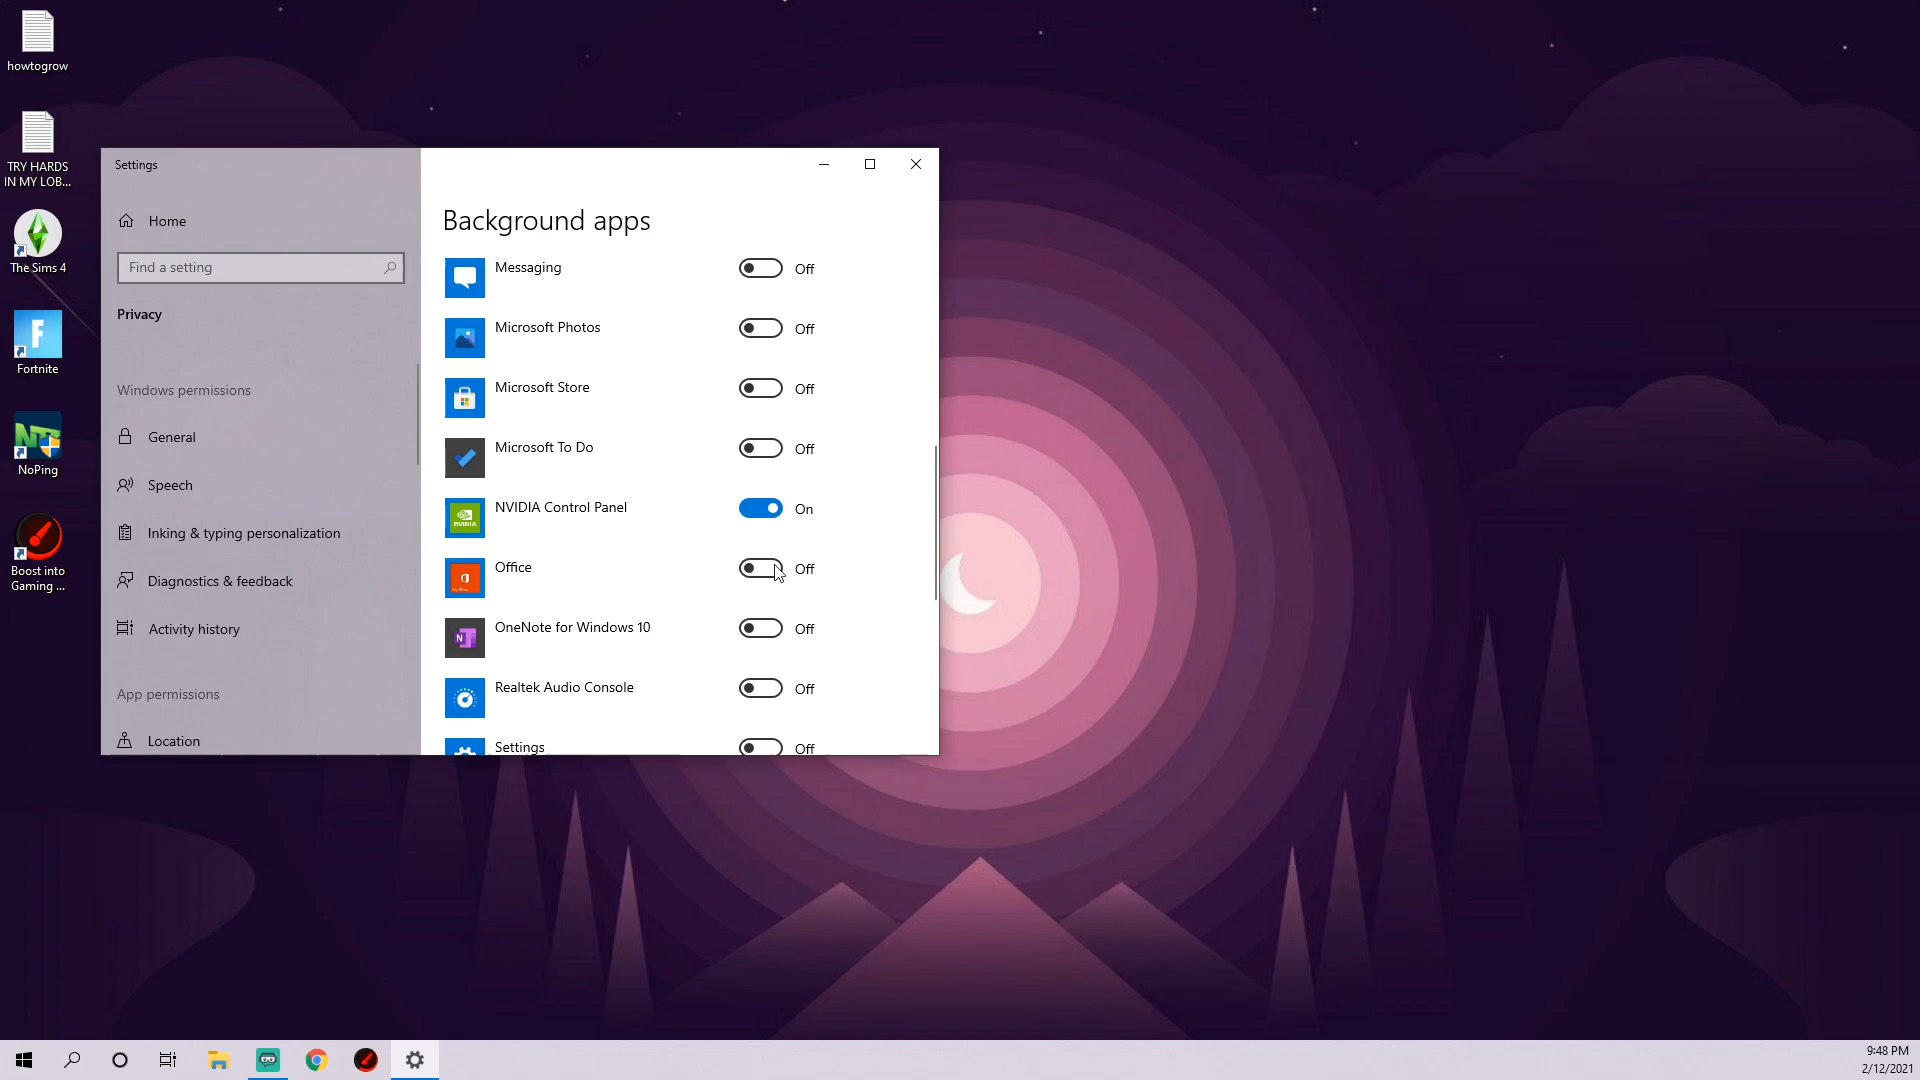 howtogrow
TRY HARDS
IN MY LOB...
The Sims 4
Fortnite
NoPing
Boost into
Gaming ...
Settings
Home
Find a setting
Privacy
Windows permissions
General
Speech
Inking & typing personalization
Diagnostics & feedback
Activity history
App permissions
Location
Background apps
Messaging Off
Microsoft Photos Off
Microsoft Store Off
Microsoft To Do Off
NVIDIA Control Panel On
Office Off
OneNote for Windows 10 Off
Realtek Audio Console Off
Settings Off
9:48 PM
2/12/2021